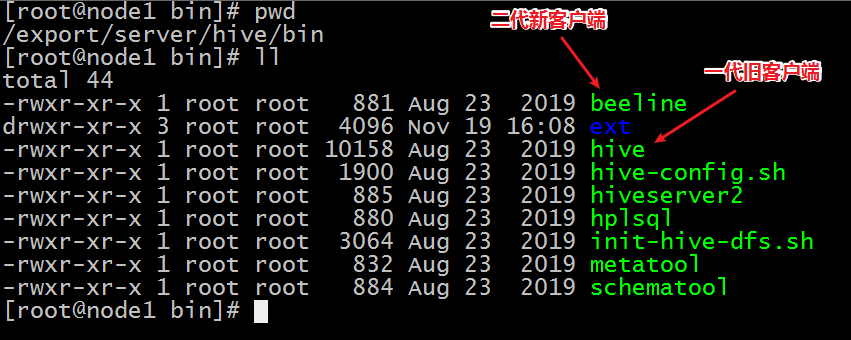 [root@node1 bin]# pwd
二代新客户端
/export/server/hive/bin
[root@node1 bin]# ll
一代旧客户端
total 44
-rwxr-xr-x 1 root root   881 Aug 23  2019 beeline
drwxr-xr-x 3 root root  4096 Nov 19 16:08 ext
-rwxr-xr-x 1 root root 10158 Aug 23  2019 hive
-rwxr-xr-x 1 root root  1900 Aug 23  2019 hive-config.sh
-rwxr-xr-x 1 root root   885 Aug 23  2019 hiveserver2
-rwxr-xr-x 1 root root   880 Aug 23  2019 hplsql
-rwxr-xr-x 1 root root  3064 Aug 23  2019 init-hive-dfs.sh
-rwxr-xr-x 1 root root   832 Aug 23  2019 metatool
-rwxr-xr-x 1 root root   884 Aug 23  2019 schematool
[root@node1 bin]#